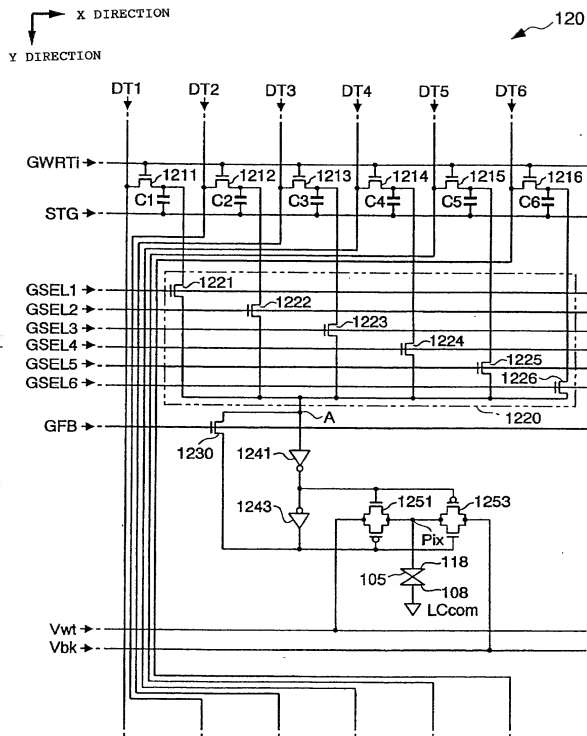 X DIRECTION
120
Y DIRECTION
DT1 DT2 DT3 DT4 DT5 DT6
GWRTi
1211 1212 1213 1214 1215 1216
C1 C2 C3 C4 C5 C6
STG
GSEL1 1221
GSEL2 1222
GSEL3 1223
GSEL4 1224
GSEL5 1225
GSEL6 1226
1220
A
GFB
1230
1241
1243
1251 1253
Pix
118
105
108
LCcom
Vwt
Vbk